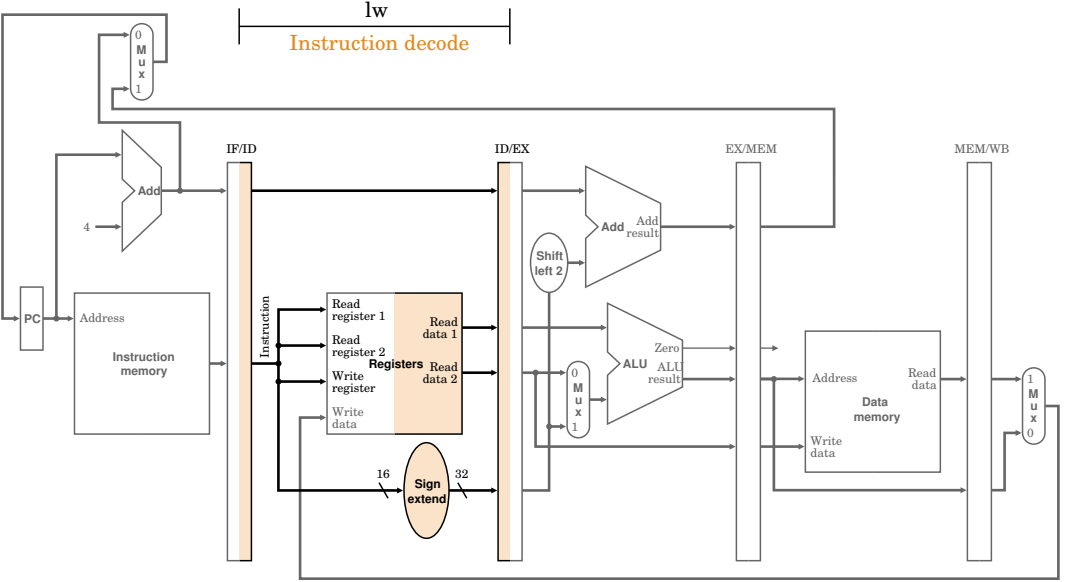 lw
Instruction decode
0
M
u
x
1
IF/ID
ID/EX
EX/MEM
MEM/WB
Add
4
Add
Add
result
Shift
left 2
PC
Address
Instruction
memory
Instruction
Read
register 1
Read
register 2
Write
register
Write
data
Registers
Read
data 1
Read
data 2
16
Sign
extend
32
0
M
u
x
1
Zero
ALU
ALU
result
Address
Read
data
Data
memory
Write
data
1
M
u
x
0